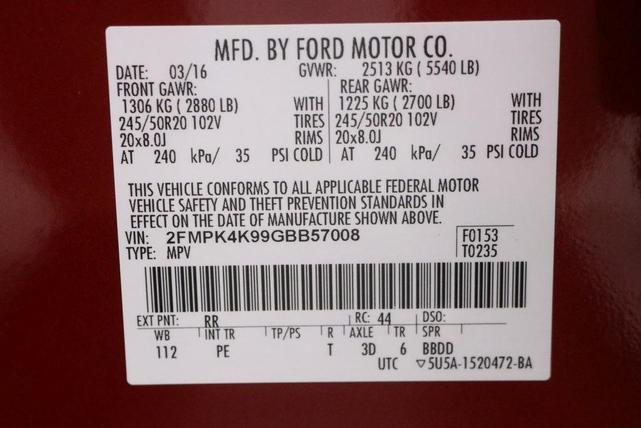 MFD. BY FORD MOTOR CO.
DATE: 03/16 GVWR: 2513 KG ( 5540 LB)
FRONT GAWR: REAR GAWR:
1306 KG ( 2880 LB) WITH 1225 KG ( 2700 LB) WITH
245/50R20 102V TIRES 245/50R20 102V TIRES
20x8.0J RIMS 20x8.0J RIMS
AT 240 kPa/ 35 PSI COLD AT 240 kPa/ 35 PSI COLD
THIS VEHICLE CONFORMS TO ALL APPLICABLE FEDERAL MOTOR
VEHICLE SAFETY AND THEFT PREVENTION STANDARDS IN
EFFECT ON THE DATE OF MANUFACTURE SHOWN ABOVE.
VIN: 2FMPK4K99GBB57008 F0153
TYPE: MPV T0235
EXT PNT: RR RC: 44 DSO:
WB INT TR TP/PS R AXLE TR SPR
112 PE T 3D 6 BBDD
UTC ▽5U5A-1520472-BA